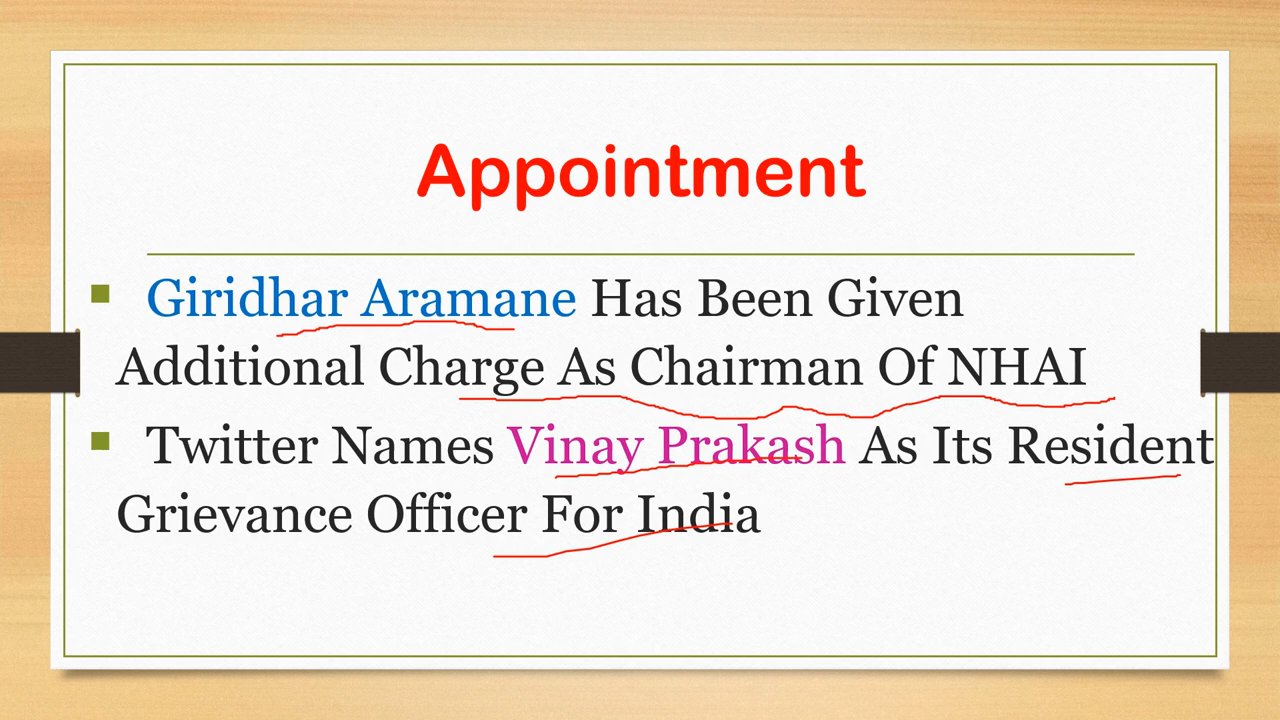 Appointment
Giridhar Aramane Has Been Given
Additional Charge As Chairman Of NHAI
Twitter Names Vinay Prakash As Its Resident
Grievance Officer For India